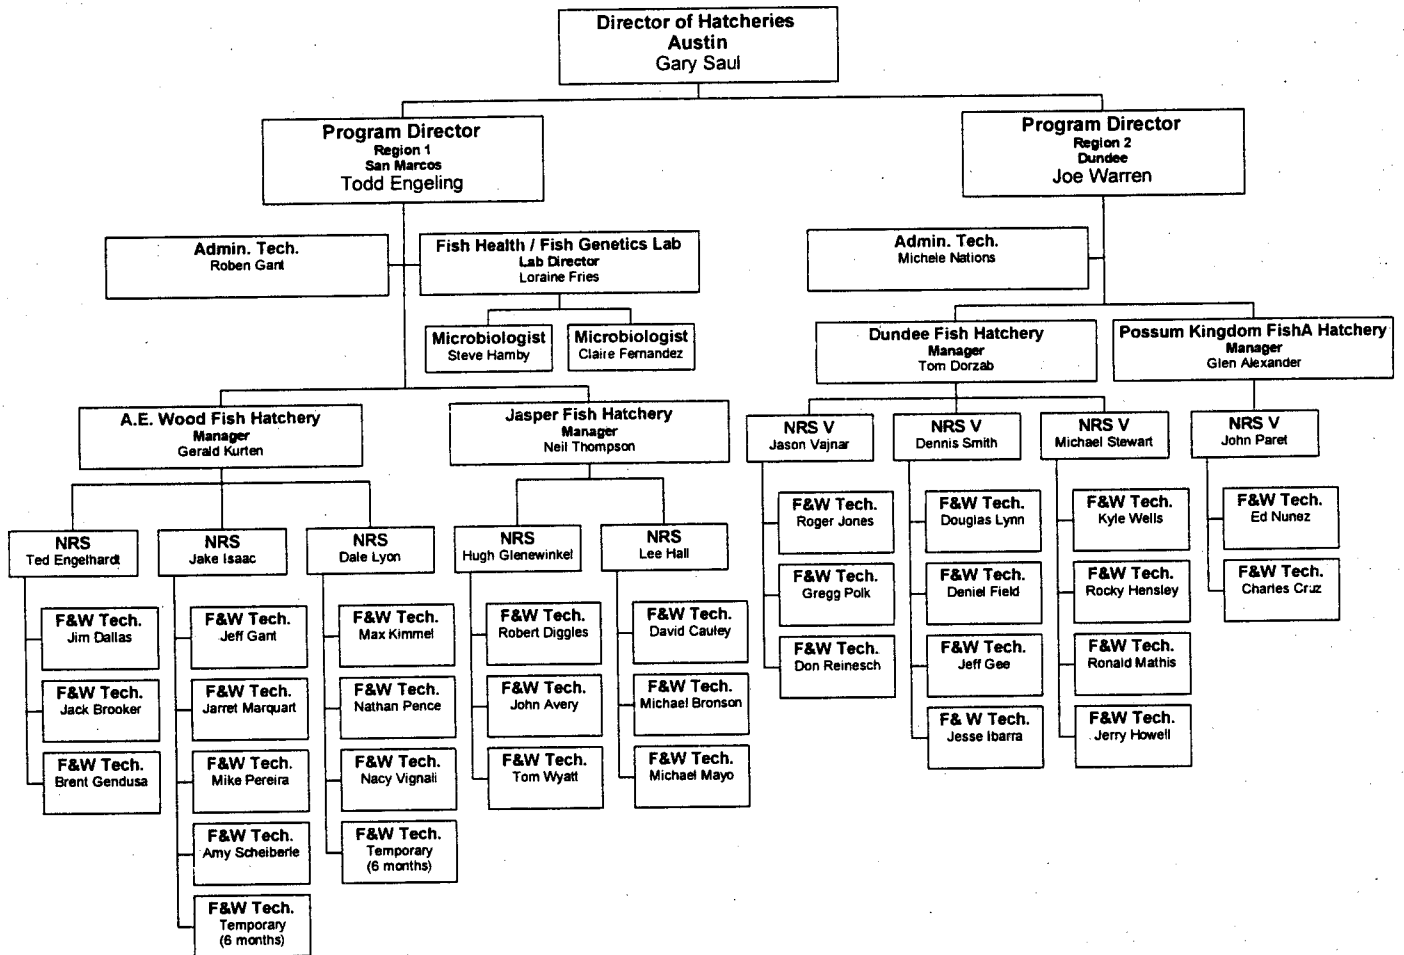 Director of Hatcheries
Austin
Gary Saul
Program Director
Region 1
San Marcos
Todd Engeling
Program Director
Region 2
Dundee
Joe Warren
Admin. Tech.
Roben Gant
Fish Health / Fish Genetics Lab
Lab Director
Loraine Fries
Microbiologist
Steve Hamby
Microbiologist
Claire Fernandez
Admin. Tech.
Michele Nations
Dundee Fish Hatchery
Manager
Tom Dorzab
Possum Kingdom FishA Hatchery
Manager
Glen Alexander
A.E. Wood Fish Hatchery
Manager
Gerald Kurten
Jasper Fish Hatchery
Manager
Neil Thompson
NRS V
Jason Vajnar
NRS V
Dennis Smith
NRS V
Michael Stewart
NRS V
John Paret
NRS
Ted Engelhardt
NRS
Jake Isaac
NRS
Dale Lyon
NRS
Hugh Glenewinkel
NRS
Lee Hall
F&W Tech.
Jim Dallas
F&W Tech.
Jack Brooker
F&W Tech.
Brent Gendusa
F&W Tech.
Jeff Gant
F&W Tech.
Jarret Marquart
F&W Tech.
Mike Pereira
F&W Tech.
Amy Scheiberle
F&W Tech.
Temporary
(6 months)
F&W Tech.
Max Kimmel
F&W Tech.
Nathan Pence
F&W Tech.
Nacy Vignali
F&W Tech.
Temporary
(6 months)
F&W Tech.
Robert Diggles
F&W Tech.
John Avery
F&W Tech.
Tom Wyatt
F&W Tech.
David Cauley
F&W Tech.
Michael Bronson
F&W Tech.
Michael Mayo
F&W Tech.
Roger Jones
F&W Tech.
Gregg Polk
F&W Tech.
Don Reinesch
F&W Tech.
Douglas Lynn
F&W Tech.
Deniel Field
F&W Tech.
Jeff Gee
F& W Tech.
Jesse Ibarra
F&W Tech.
Kyle Wells
F&W Tech.
Rocky Hensley
F&W Tech.
Ronald Mathis
F&W Tech.
Jerry Howell
F&W Tech.
Ed Nunez
F&W Tech.
Charles Cruz